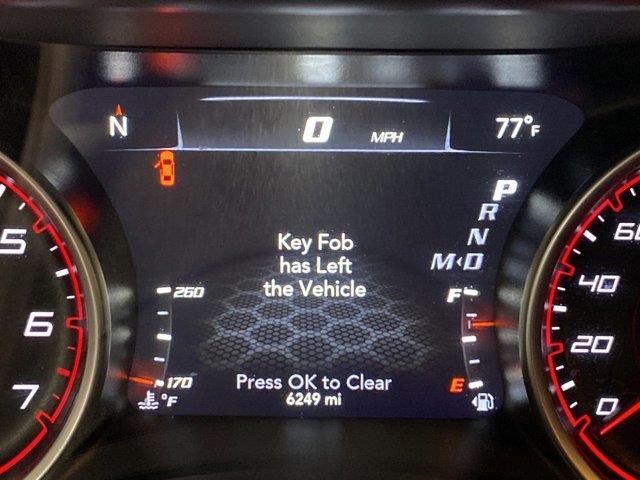 N
0 MPH
77°F
P
R
N
M D
Key Fob
has Left
the Vehicle
260
170
°F
F
E
Press OK to Clear
6249 mi
5
6
7
60
40
20
0